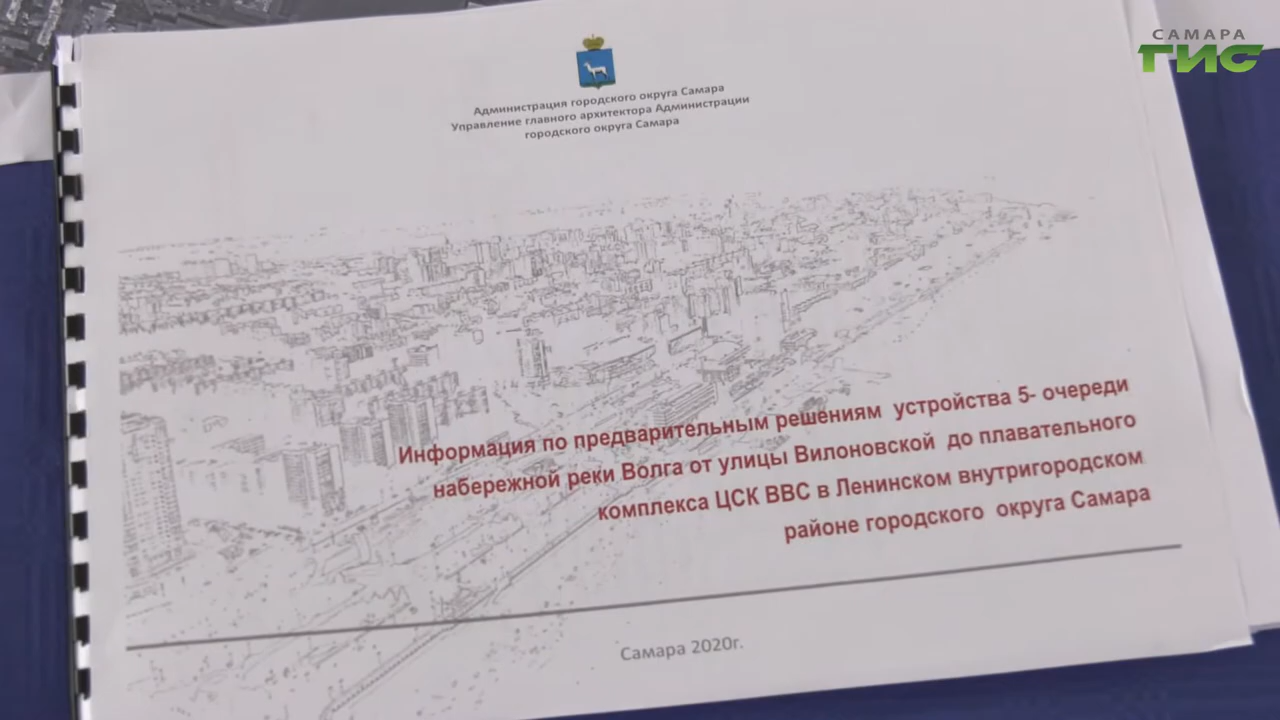 САМАРА
ГИС
Администрация городского округа Самара
Управление главного архитектора Администрации
городского округа Самара
Информация по предварительным решениям устройства 5- очереди
набережной реки Волга от улицы Вилоновской до плавательного
комплекса ЦСК ВВС в Ленинском внутригородском
районе городского округа Самара
Самара 2020г.